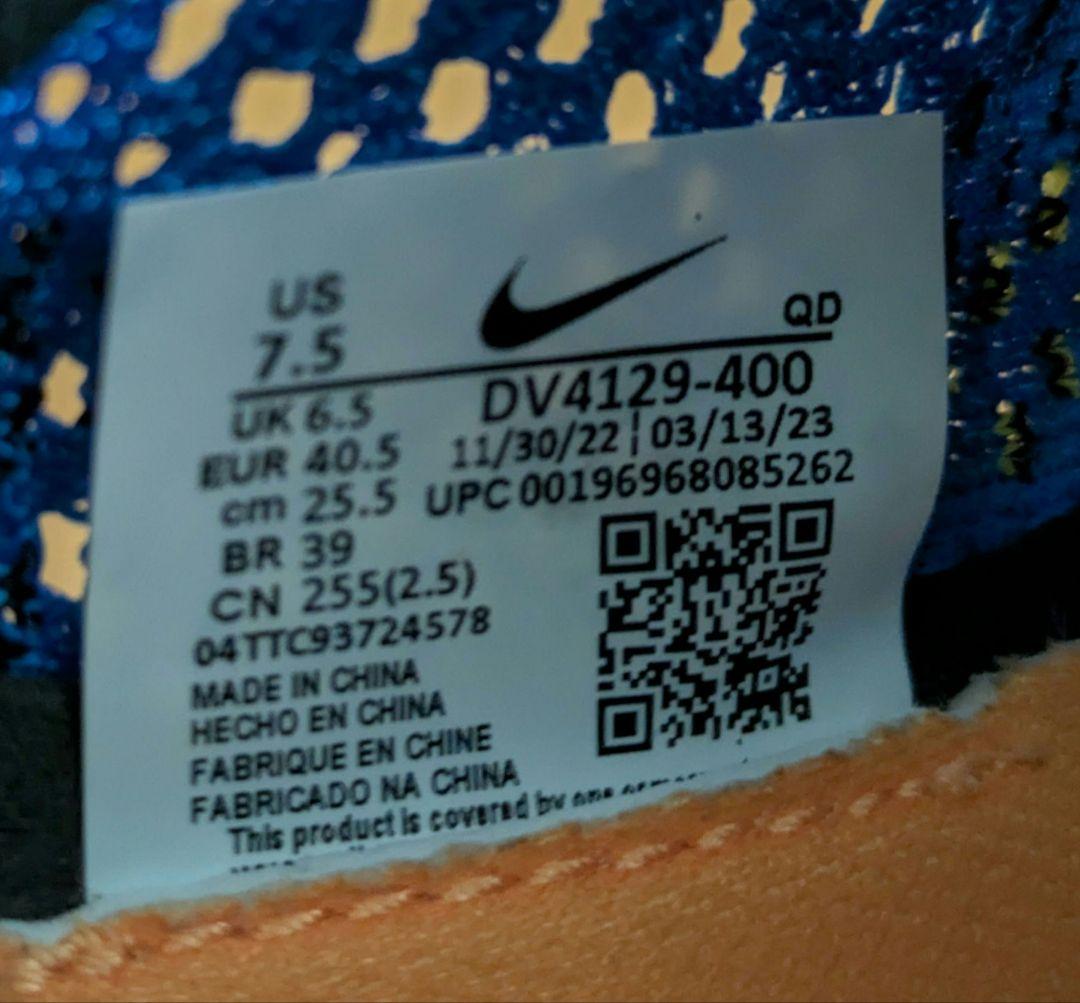 US
7.5
QD
UK 6.5
DV4129-400
EUR 40.5
11/30/22 | 03/13/23
cm 25.5
UPC 00196968085262
BR 39
CN 255(2.5)
04TTC93724578
MADE IN CHINA
HECHO EN CHINA
FABRIQUE EN CHINE
FABRICADO NA CHINA
This product is covered by one or